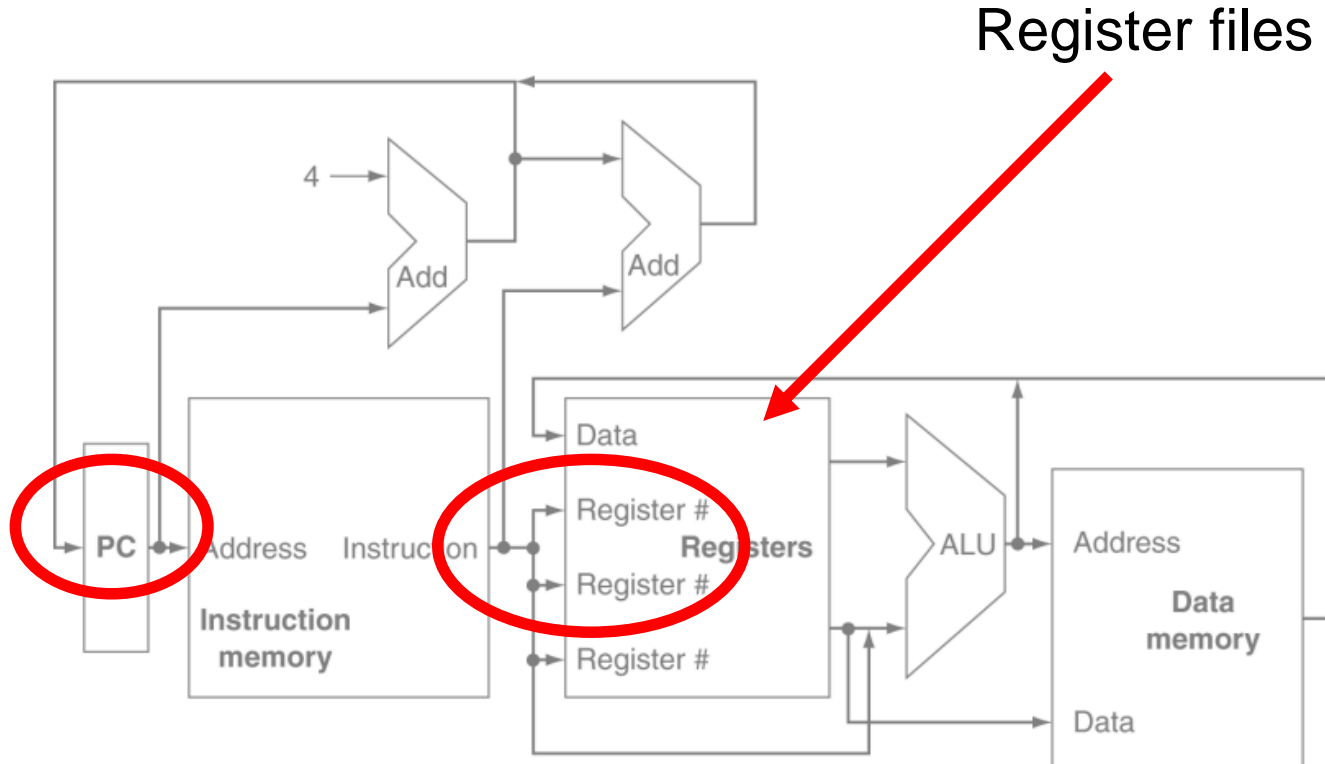 Register files
4
Add
Add
Data
Register #
PC
Address
Instruction
Registers
ALU
Address
Register #
Instruction
memory
Data
memory
Register #
Data